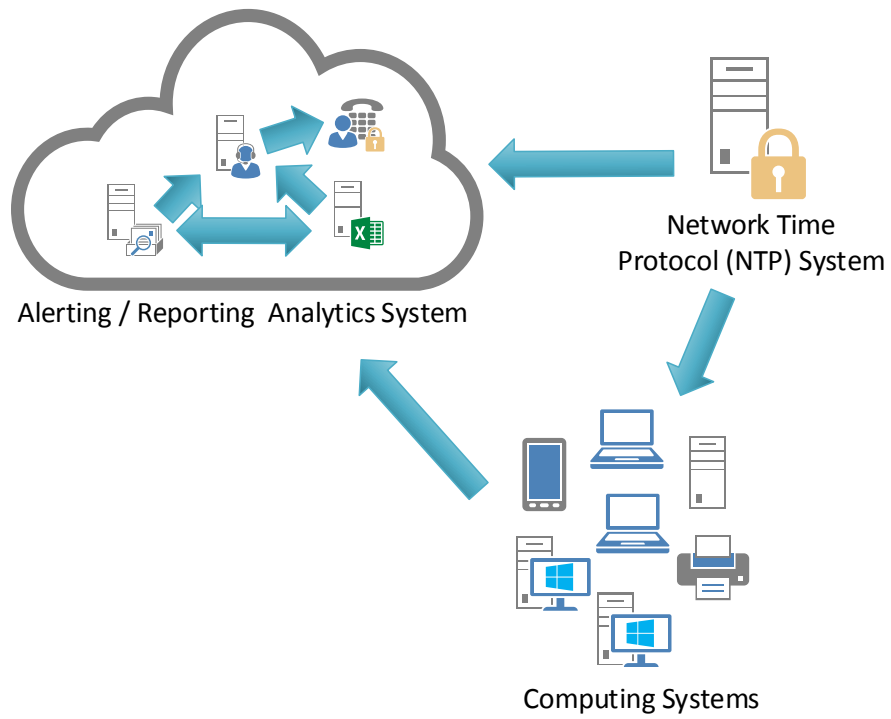 Network Time
Protocol (NTP) System
Alerting / Reporting  Analytics System
X
Computing Systems